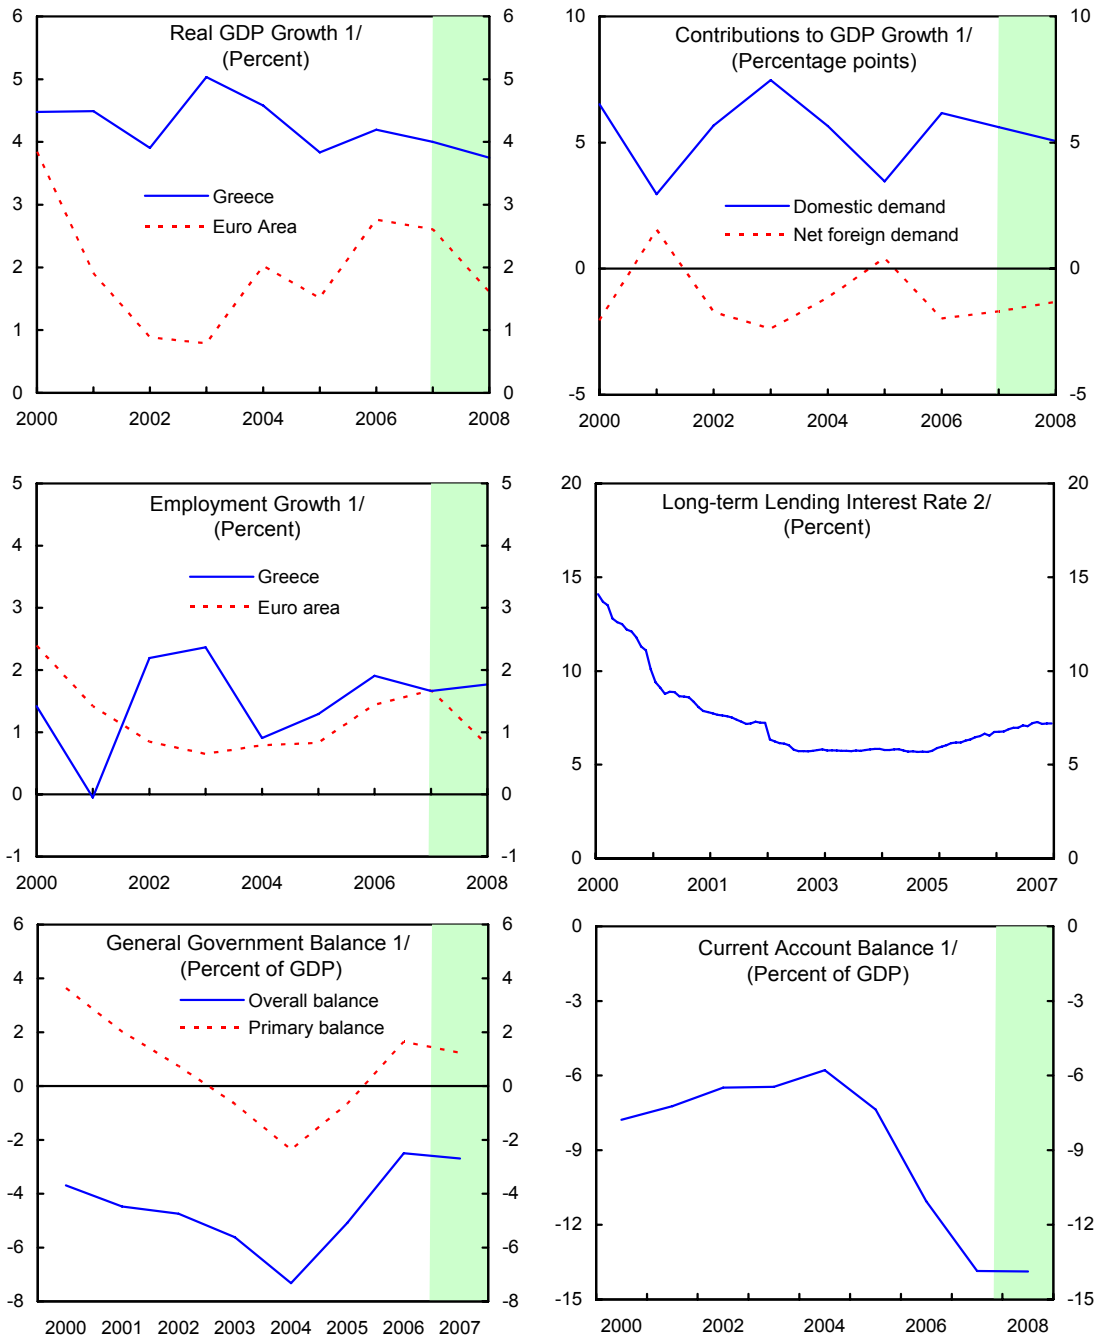 Real GDP Growth 1/
(Percent)
6
5
4
3
2
1
0
6
5
4
3
2
1
0
Greece
Euro Area
2000 2002 2004 2006 2008
Contributions to GDP Growth 1/
(Percentage points)
10
5
0
-5
10
5
0
-5
Domestic demand
Net foreign demand
2000 2002 2004 2006 2008
Employment Growth 1/
(Percent)
5
4
3
2
1
0
-1
5
4
3
2
1
0
-1
Greece
Euro area
2000 2002 2004 2006 2008
Long-term Lending Interest Rate 2/
(Percent)
20
15
10
5
0
20
15
10
5
0
2000 2001 2003 2005 2007
General Government Balance 1/
(Percent of GDP)
6
4
2
0
-2
-4
-6
-8
6
4
2
0
-2
-4
-6
-8
Overall balance
Primary balance
2000 2001 2002 2003 2004 2005 2006 2007
Current Account Balance 1/
(Percent of GDP)
0
-3
-6
-9
-12
-15
0
-3
-6
-9
-12
-15
2000 2002 2004 2006 2008